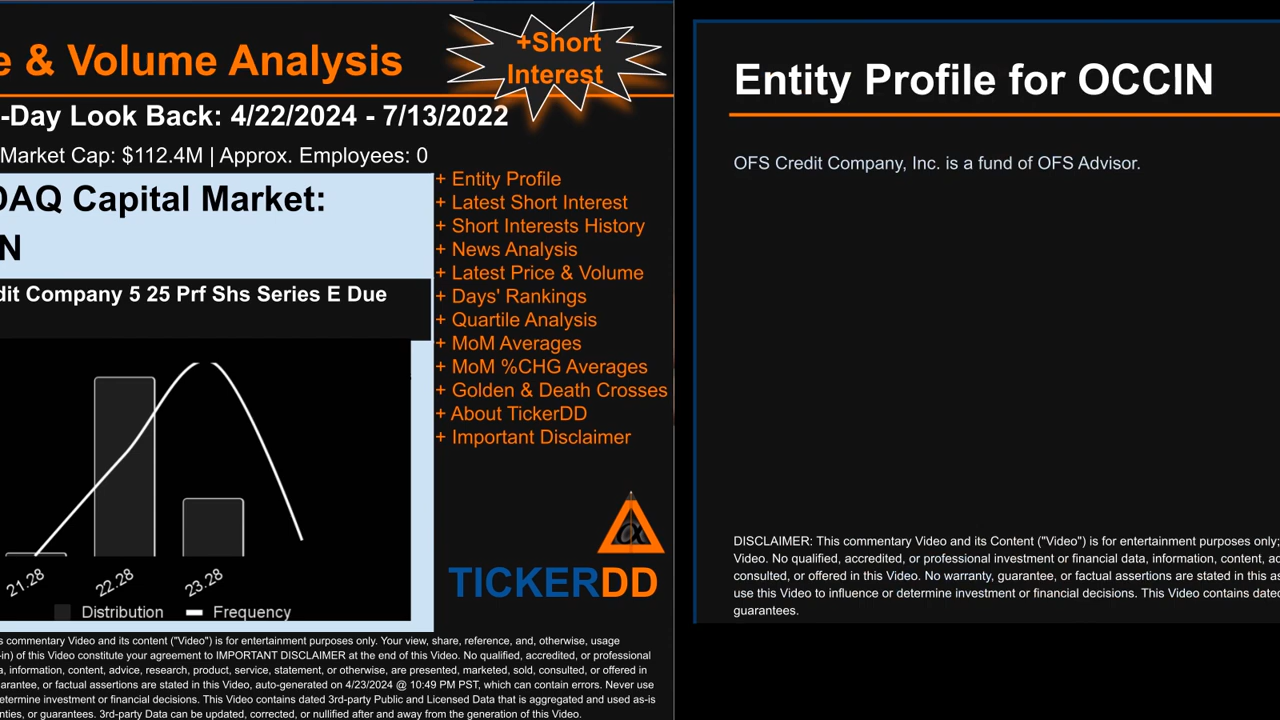 e & Volume Analysis
+Short
Interest
-Day Look Back: 4/22/2024 - 7/13/2022
Market Cap: $112.4M | Approx. Employees: 0
DAQ Capital Market:
N
dit Company 5 25 Prf Shs Series E Due
21.28
22.28
23.28
Distribution
Frequency
+ Entity Profile
+ Latest Short Interest
+ Short Interests History
+ News Analysis
+ Latest Price & Volume
+ Days' Rankings
+ Quartile Analysis
+ MoM Averages
+ MoM %CHG Averages
+ Golden & Death Crosses
+ About TickerDD
+ Important Disclaimer
TICKERDD
s commentary Video and its content ("Video") is for entertainment purposes only. Your view, share, reference, and, otherwise, usage
-in) of this Video constitute your agreement to IMPORTANT DISCLAIMER at the end of this Video. No qualified, accredited, or professional
a, information, content, advice, research, product, service, statement, or otherwise, are presented, marketed, sold, consulted, or offered in
arantee, or factual assertions are stated in this Video, auto-generated on 4/23/2024 @ 10:49 PM PST, which can contain errors. Never use
etermine investment or financial decisions. This Video contains dated 3rd-party Public and Licensed Data that is aggregated and used as-is
nties, or guarantees. 3rd-party Data can be updated, corrected, or nullified after and away from the generation of this Video.
Entity Profile for OCCIN
OFS Credit Company, Inc. is a fund of OFS Advisor.
DISCLAIMER: This commentary Video and its Content ("Video") is for entertainment purposes only;
Video. No qualified, accredited, or professional investment or financial data, information, content, ad
consulted, or offered in this Video. No warranty, guarantee, or factual assertions are stated in this as
use this Video to influence or determine investment or financial decisions. This Video contains dated
guarantees.